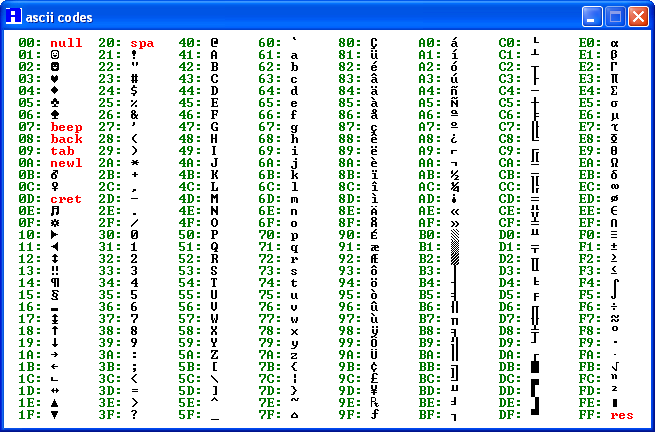 ascii codes
00: null 20: spa 40: @ 60: ` 80: Ç A0: á C0: └ E0: α
01: ☺ 21: ! 41: A 61: a 81: ü A1: í C1: ┴ E1: β
02: ☻ 22: " 42: B 62: b 82: é A2: ó C2: ┬ E2: Γ
03: ♥ 23: # 43: C 63: c 83: â A3: ú C3: ├ E3: Π
04: ♦ 24: $ 44: D 64: d 84: ä A4: ñ C4: ─ E4: Σ
05: ♣ 25: % 45: E 65: e 85: à A5: Ñ C5: ┼ E5: σ
06: ♠ 26: & 46: F 66: f 86: å A6: ª C6: ╞ E6: µ
07: beep 27: ' 47: G 67: g 87: ç A7: º C7: ╟ E7: τ
08: back 28: ( 48: H 68: h 88: ê A8: ¿ C8: ╚ E8: Φ
09: tab 29: ) 49: I 69: i 89: ë A9: ⌐ C9: ╔ E9: Θ
0A: newl 2A: * 4A: J 6A: j 8A: è AA: ¬ CA: ╩ EA: Ω
0B: ♂ 2B: + 4B: K 6B: k 8B: ï AB: ½ CB: ╦ EB: δ
0C: ♀ 2C: , 4C: L 6C: l 8C: î AC: ¼ CC: ╠ EC: ∞
0D: cret 2D: - 4D: M 6D: m 8D: ì AD: ¡ CD: ═ ED: ø
0E: ♫ 2E: . 4E: N 6E: n 8E: Ä AE: « CE: ╬ EE: ∈
0F: ☼ 2F: / 4F: O 6F: o 8F: Å AF: » CF: ╧ EF: ∩
10: ► 30: 0 50: P 70: p 90: É B0: ░ D0: ╨ F0: ≡
11: ◄ 31: 1 51: Q 71: q 91: æ B1: ▒ D1: ╤ F1: ±
12: ↕ 32: 2 52: R 72: r 92: Æ B2: ▓ D2: ╥ F2: ≥
13: ‼ 33: 3 53: S 73: s 93: ô B3: │ D3: ╙ F3: ≤
14: ¶ 34: 4 54: T 74: t 94: ö B4: ┤ D4: ╘ F4: ⌠
15: § 35: 5 55: U 75: u 95: ò B5: ╡ D5: ╒ F5: ⌡
16: ▬ 36: 6 56: V 76: v 96: û B6: ╢ D6: ╓ F6: ÷
17: ↨ 37: 7 57: W 77: w 97: ù B7: ╖ D7: ╫ F7: ≈
18: ↑ 38: 8 58: X 78: x 98: ÿ B8: ╕ D8: ╪ F8: °
19: ↓ 39: 9 59: Y 79: y 99: Ö B9: ╣ D9: ┘ F9: ∙
1A: → 3A: : 5A: Z 7A: z 9A: Ü BA: ║ DA: ┌ FA: ·
1B: ← 3B: ; 5B: [ 7B: { 9B: ¢ BB: ╗ DB: █ FB: √
1C: ∟ 3C: < 5C: \ 7C: ¦ 9C: £ BC: ╝ DC: ▄ FC: ⁿ
1D: ↔ 3D: = 5D: ] 7D: } 9D: ¥ BD: ╜ DD: ▌ FD: ²
1E: ▲ 3E: > 5E: ^ 7E: ~ 9E: ₧ BE: ╛ DE: ▐ FE: ■
1F: ▼ 3F: ? 5F: _ 7F: ⌂ 9F: ƒ BF: ┐ DF: ▀ FF: res